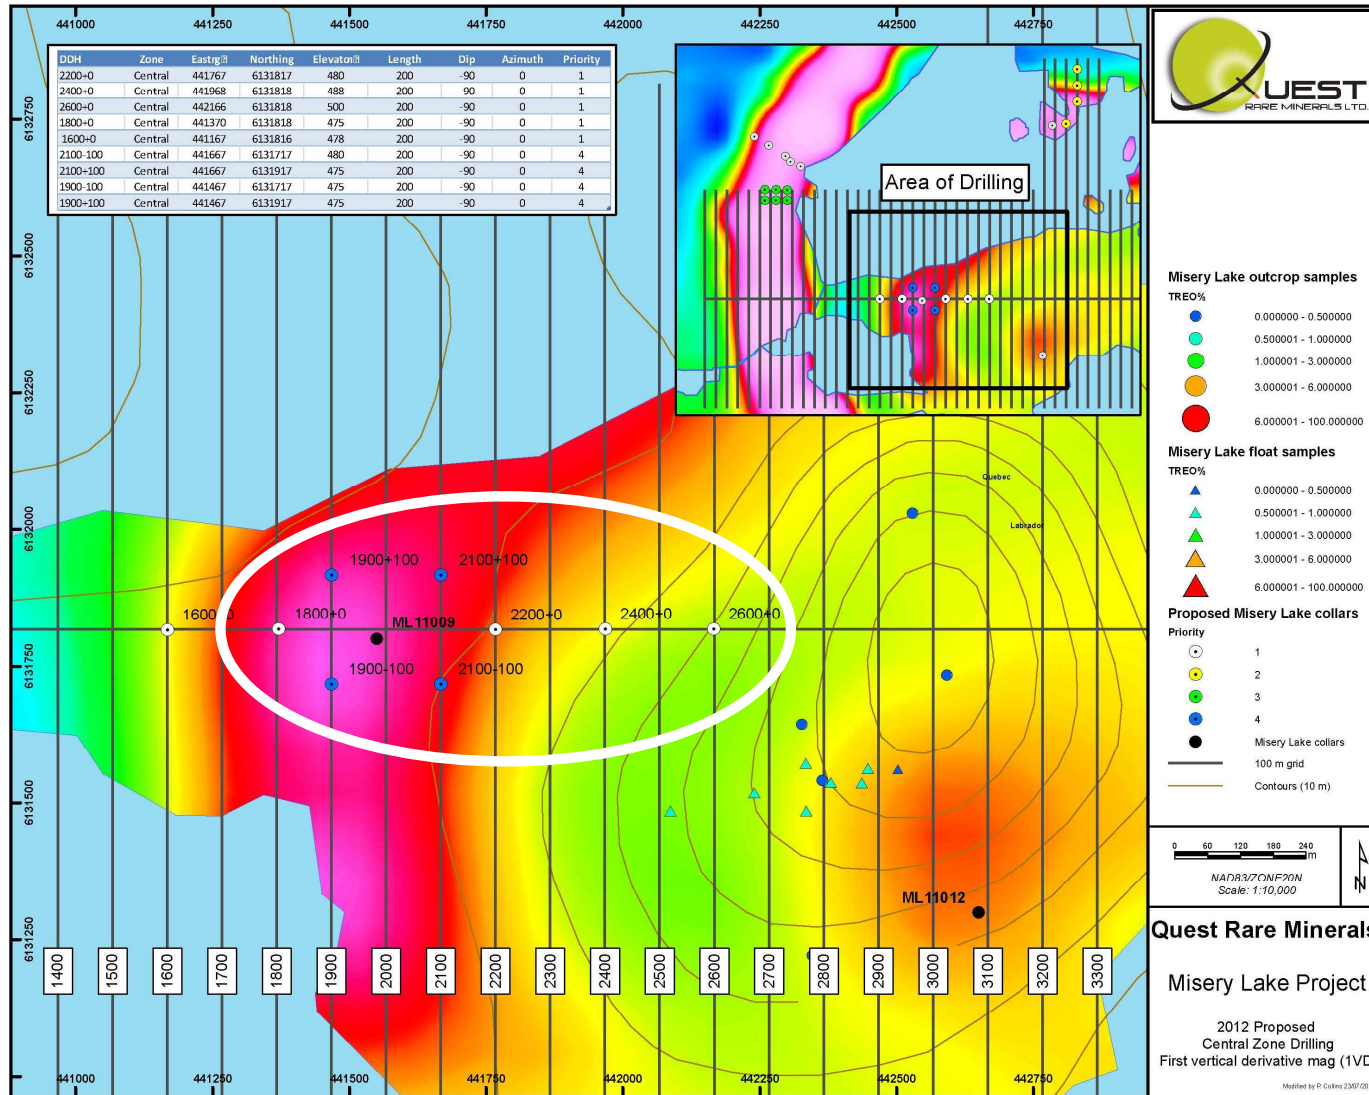 441000 441250 441500 441750 442000 442250 442500 442750
DDH Zone Eastng Northing Elevaton Length Dip Azimuth Priority
2200+0 Central 441767 6131817 480 200 -90 0 1
2400+0 Central 441968 6131818 488 200 90 0 1
2600+0 Central 442166 6131818 500 200 -90 0 1
1800+0 Central 441370 6131818 475 200 -90 0 1
1600+0 Central 441167 6131816 478 200 -90 0 1
2100-100 Central 441667 6131717 480 200 -90 0 4
2100+100 Central 441667 6131917 475 200 -90 0 4
1900-100 Central 441467 6131717 475 200 -90 0 4
1900+100 Central 441467 6131917 475 200 -90 0 4
Area of Drilling
QUEST
RARE MINERALS LTD.
6132750
6132500
6132250
6132000
6131750
6131500
6131250
Quebec
Labrador
1900+100
2100+100
1600+0
1800+0
ML11009
2200+0
2400+0
2600+0
1900-100
2100-100
ML11012
1400 1500 1600 1700 1800 1900 2000 2100 2200 2300 2400 2500 2600 2700 2800 2900 3000 3100 3200 3300
441000 441250 441500 441750 442000 442250 442500 442750
Misery Lake outcrop samples
TREO%
0.000000 - 0.500000
0.500001 - 1.000000
1.000001 - 3.000000
3.000001 - 6.000000
6.000001 - 100.000000
Misery Lake float samples
TREO%
0.000000 - 0.500000
0.500001 - 1.000000
1.000001 - 3.000000
3.000001 - 6.000000
6.000001 - 100.000000
Proposed Misery Lake collars
Priority
1
2
3
4
Misery Lake collars
100 m grid
Contours (10 m)
0 60 120 180 240
m
NAD83/ZONE20N
Scale: 1:10,000
N
Quest Rare Minerals
Misery Lake Project
2012 Proposed
Central Zone Drilling
First vertical derivative mag (1VD
Modified by P. Collins 23/07/20